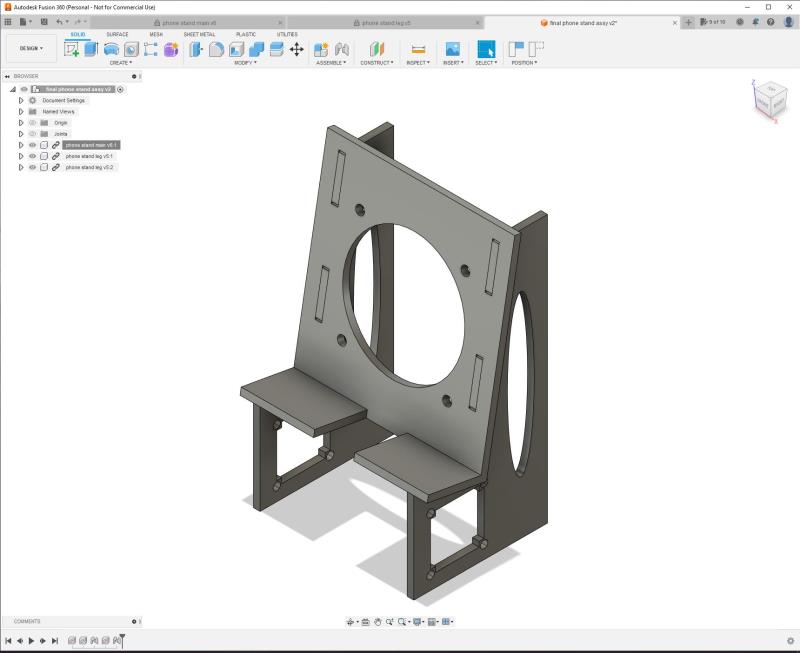 Autodesk Fusion 360 (Personal - Not for Commercial Use)
phone stand main v6
phone stand leg v5
final phone stand assy v2*
9 of 10
DESIGN
SOLID SURFACE MESH SHEET METAL PLASTIC UTILITIES
CREATE MODIFY ASSEMBLE CONSTRUCT INSPECT INSERT SELECT POSITION
BROWSER
final phone stand assy v2
Document Settings
Named Views
Origin
Joints
phone stand main v6:1
phone stand leg v5:1
phone stand leg v5:2
Z
X
COMMENTS